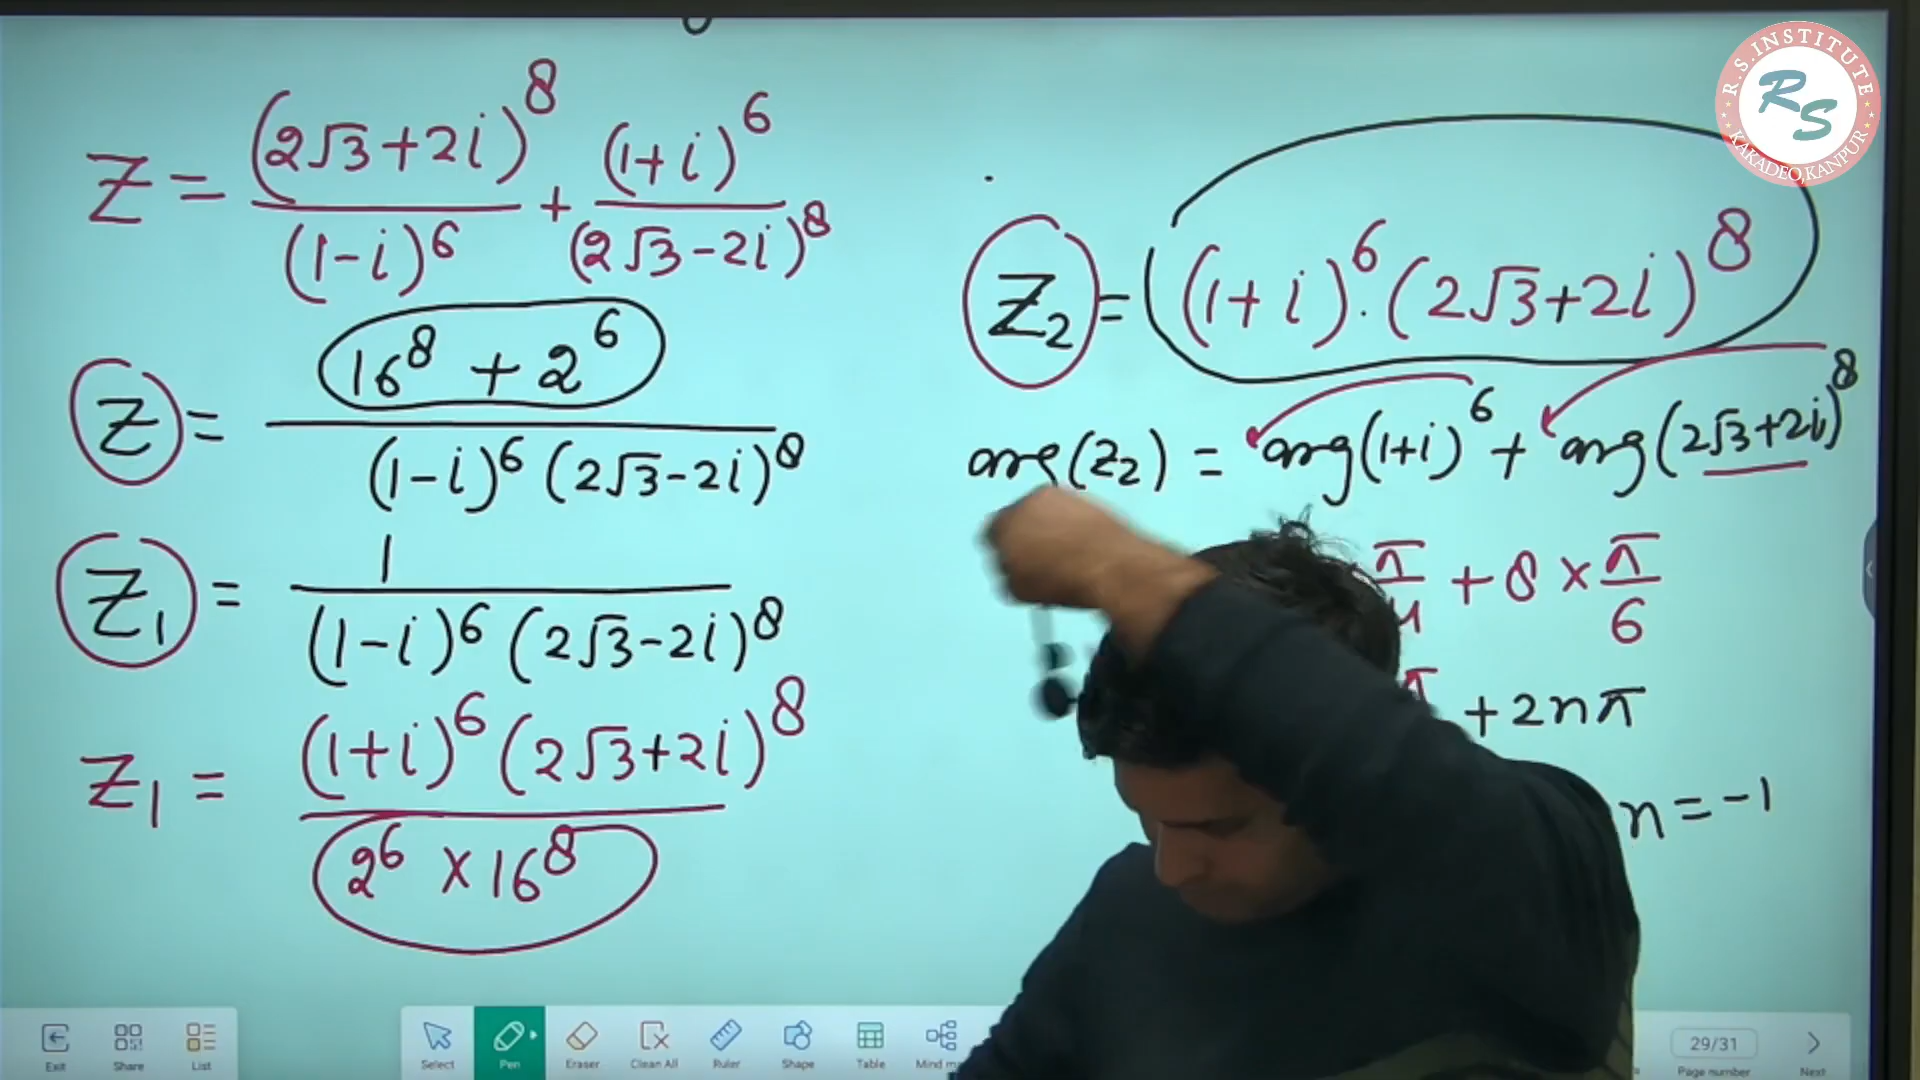 Z = (2√3+2i)^8 / (1-i)^6 + (1+i)^6 / (2√3-2i)^8
Z = 16^8 + 2^6 / (1-i)^6 (2√3-2i)^8
Z₁ = 1 / (1-i)^6 (2√3-2i)^8
Z₁ = (1+i)^6 (2√3+2i)^8 / 2^6 × 16^8
Z₂ = (1+i)^6 . (2√3+2i)^8
arg(Z₂) = arg(1+i)^6 + arg(2√3+2i)^8
π/4 + 8 × π/6
π + 2nπ
n = -1
R.S.INSTITUTE
RS
KAKADEO,KANPUR
Exit Share List
Select Pen Eraser Clean All Ruler Shape Table Mind
29/31
Page number Next